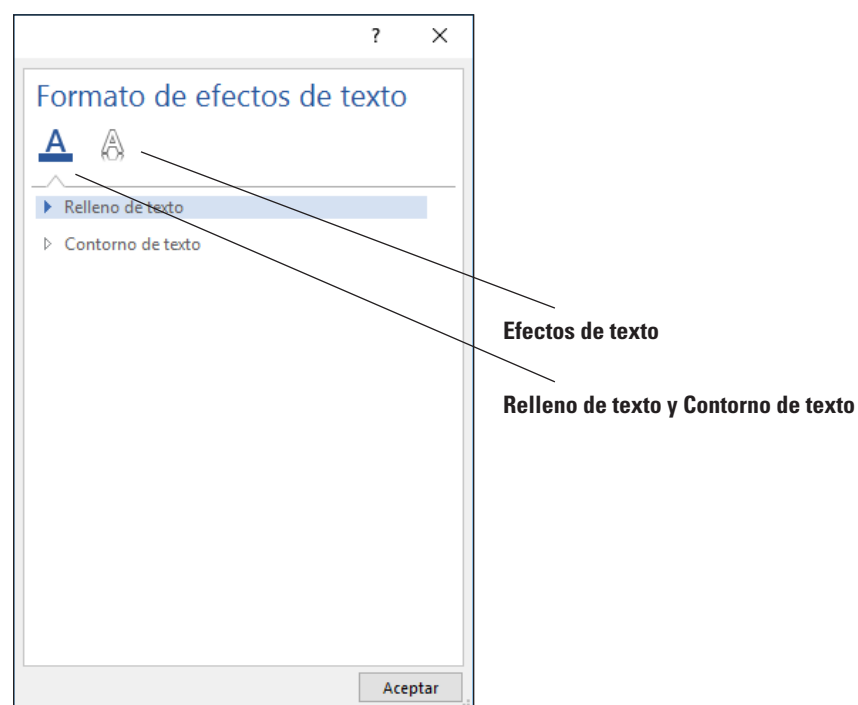 ?
Formato de efectos de texto
A A
Relleno de texto
Contorno de texto
Efectos de texto
Relleno de texto y Contorno de texto
Aceptar